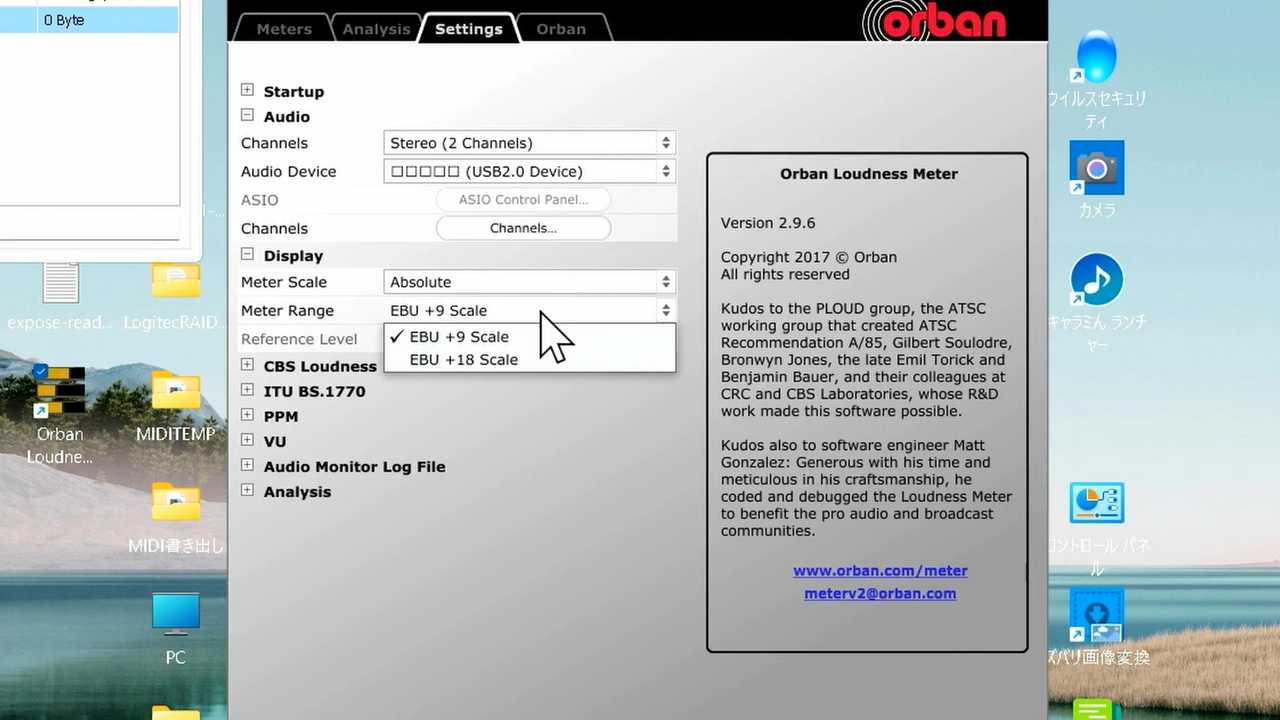 0 Byte
Meters
Analysis
Settings
Orban
orban
Startup
Audio
Channels
Stereo (2 Channels)
Audio Device
□□□□□ (USB2.0 Device)
ASIO
ASIO Control Panel...
Channels
Channels...
Display
Meter Scale
Absolute
Meter Range
EBU +9 Scale
✓ EBU +9 Scale
EBU +18 Scale
Reference Level
CBS Loudness
ITU BS.1770
PPM
VU
Audio Monitor Log File
Analysis
Orban Loudness Meter
Version 2.9.6
Copyright 2017 © Orban
All rights reserved
Kudos to the PLOUD group, the ATSC
working group that created ATSC
Recommendation A/85, Gilbert Soulodre,
Bronwyn Jones, the late Emil Torick and
Benjamin Bauer, and their colleagues at
CRC and CBS Laboratories, whose R&D
work made this software possible.
Kudos also to software engineer Matt
Gonzalez: Generous with his time and
meticulous in his craftsmanship, he
coded and debugged the Loudness Meter
to benefit the pro audio and broadcast
communities.
www.orban.com/meter
meterv2@orban.com
expose-read...
LogitecRAID...
Orban
Loudne...
MIDITEMP
MIDI書き出し
PC
ウイルスセキュリ
ティ
カメラ
キャラミん ランチ
ャー
コントロール パネ
ル
ズバリ画像変換